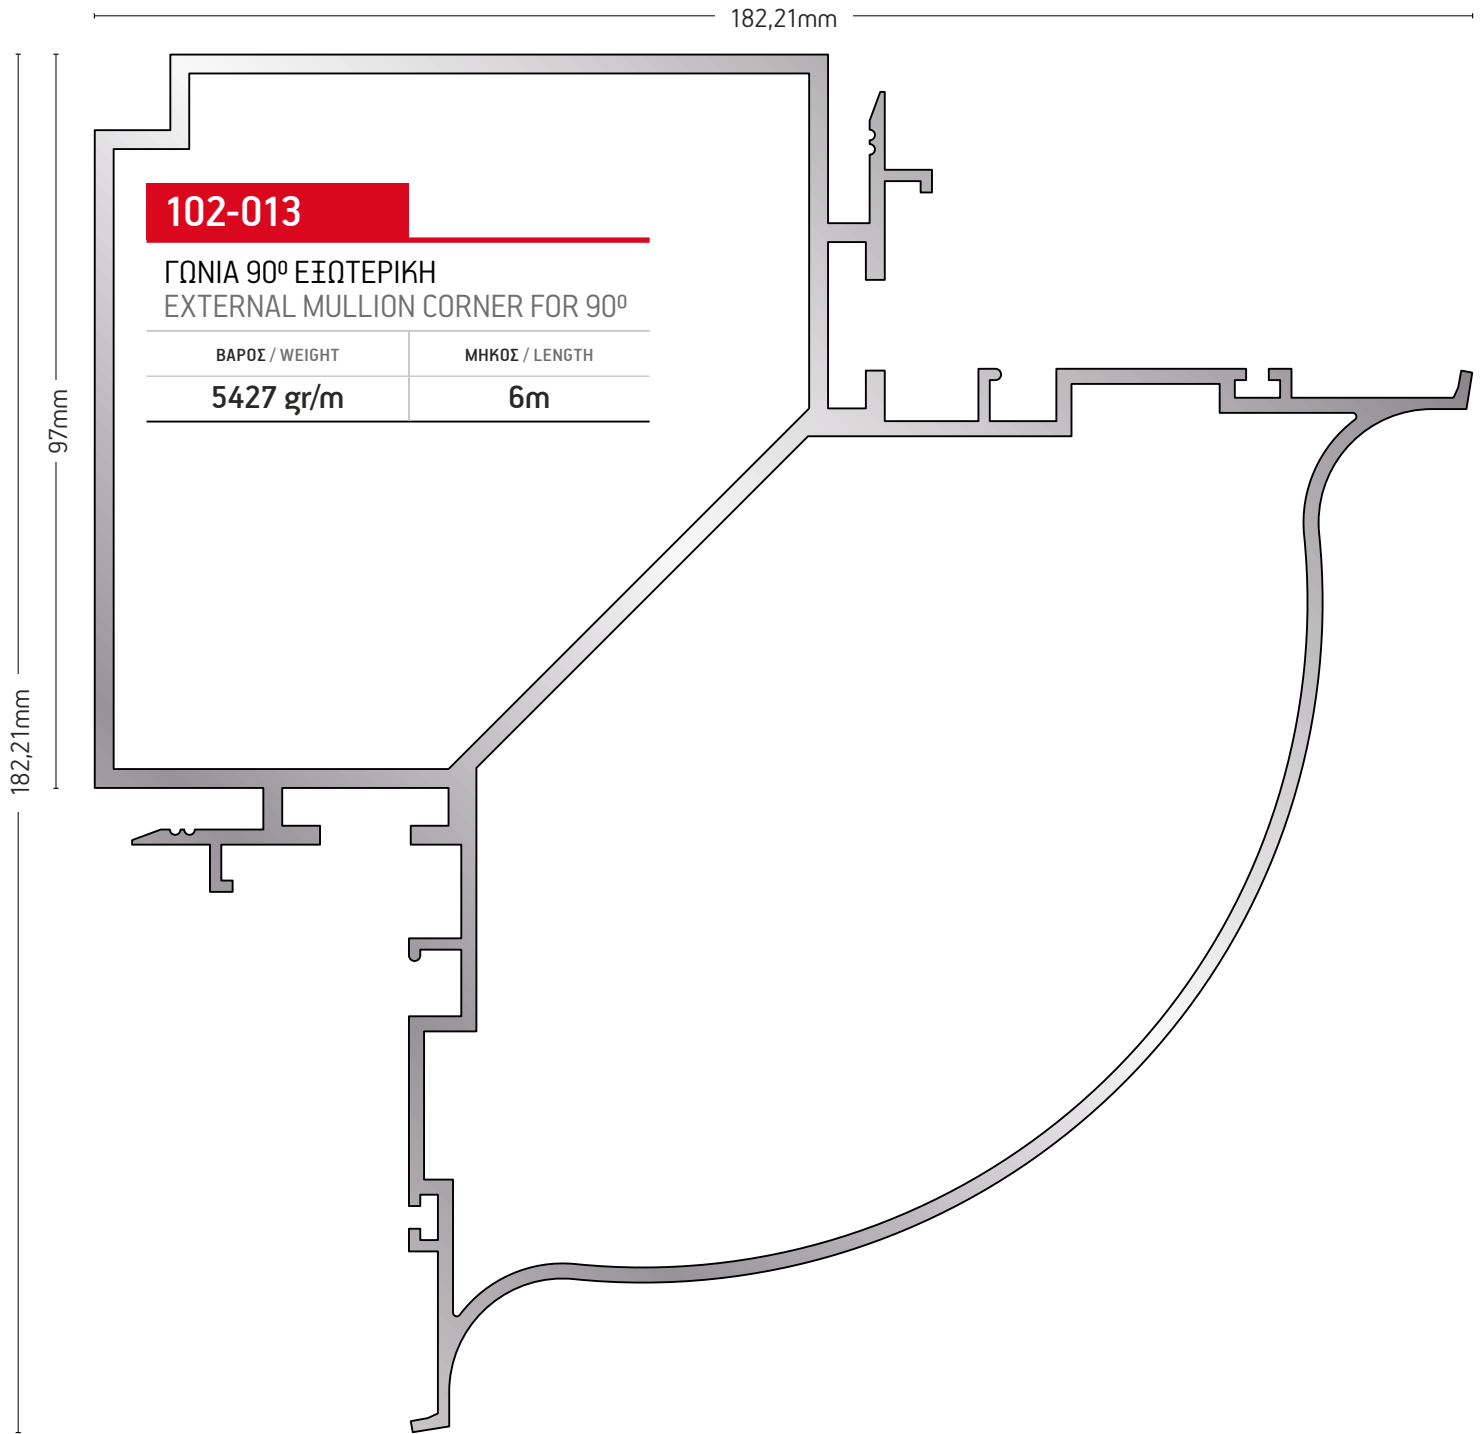 182,21mm
97mm
182,21mm
102-013
ΓΩΝΙΑ 90º ΕΞΩΤΕΡΙΚΗ
EXTERNAL MULLION CORNER FOR 90º
ΒΑΡΟΣ / WEIGHT ΜΗΚΟΣ / LENGTH
5427 gr/m 6m